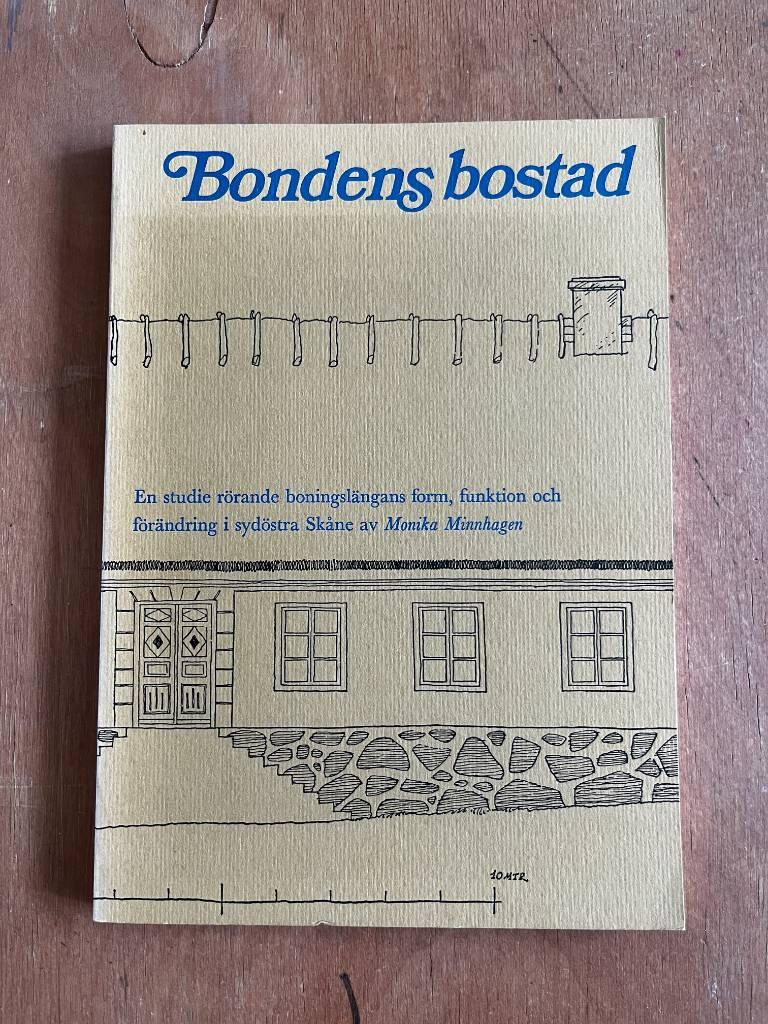 Bondens bostad
En studie rörande boningslängans form, funktion och
förändring i sydöstra Skåne av Monika Minnhagen
10 MTR.